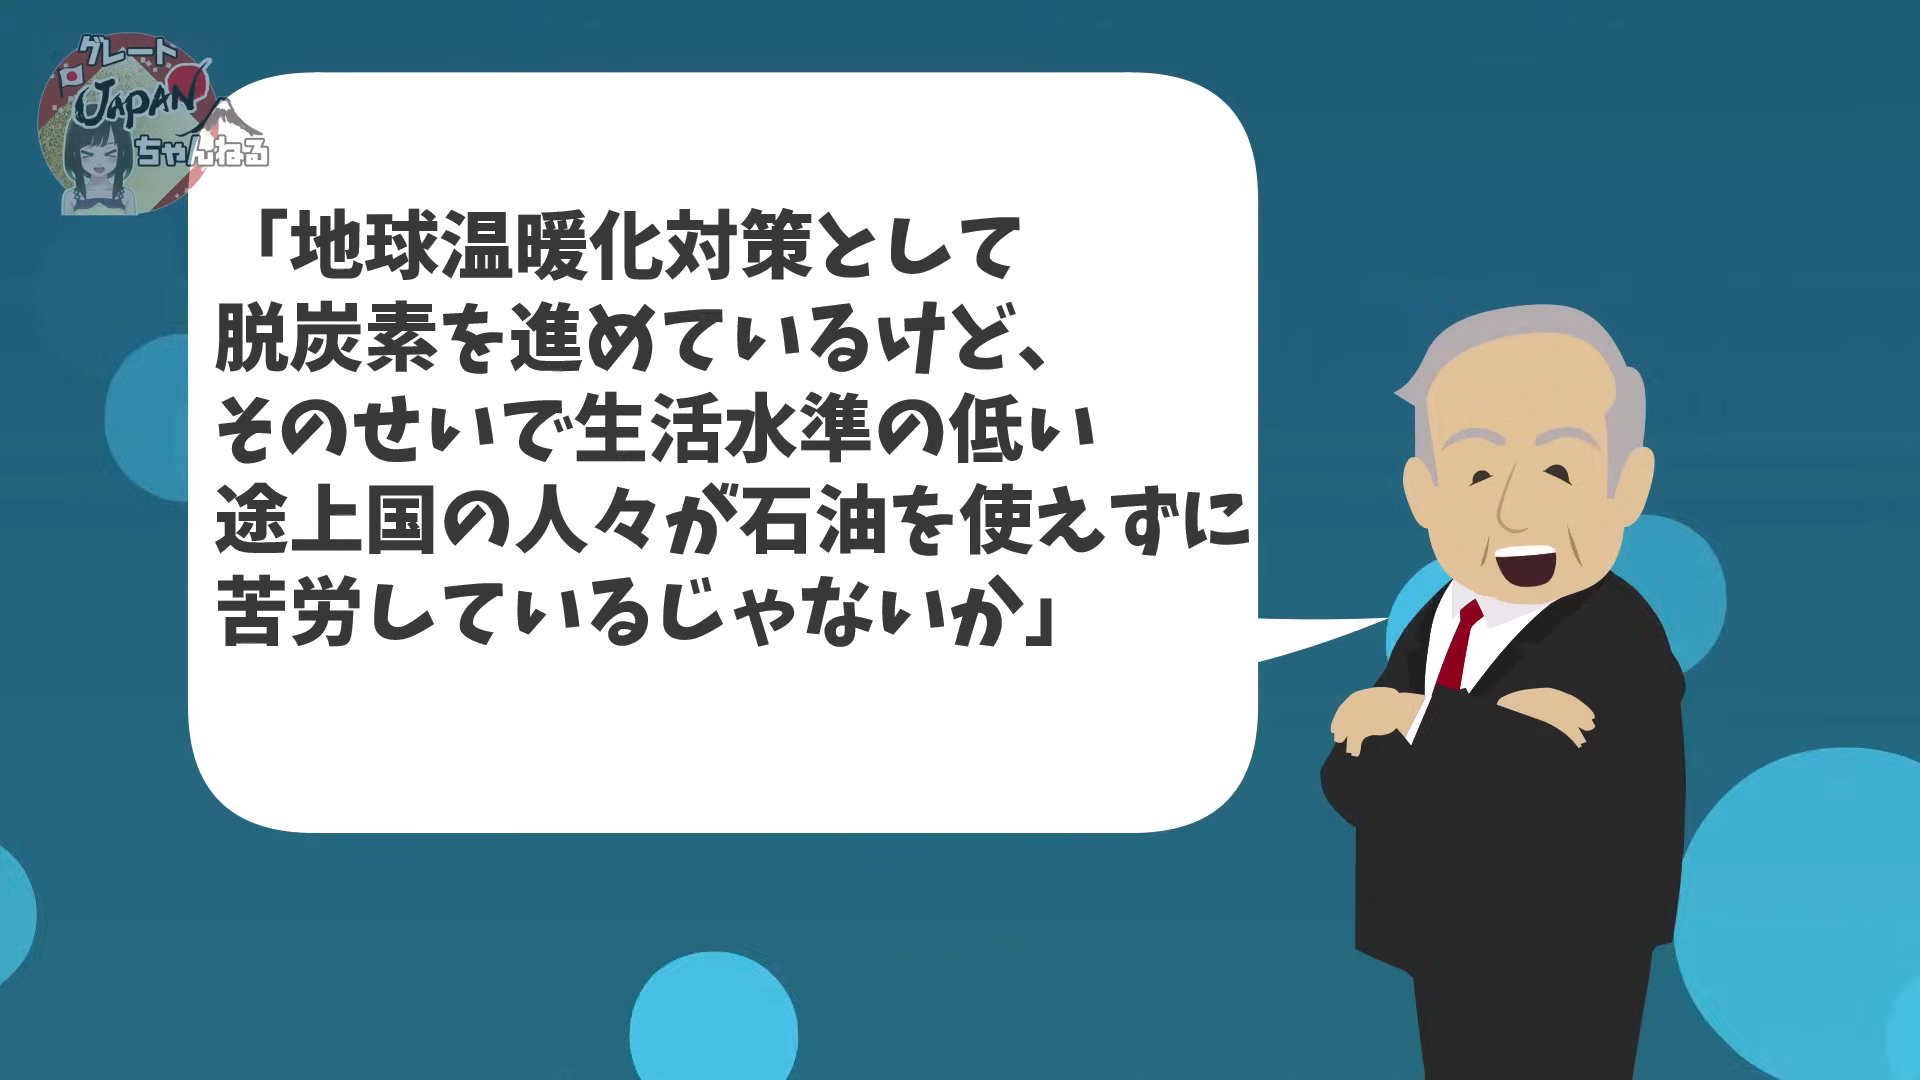 グレート
JAPAN
ちゃんねる
「地球温暖化対策として
脱炭素を進めているけど、
そのせいで生活水準の低い
途上国の人々が石油を使えずに
苦労しているじゃないか」